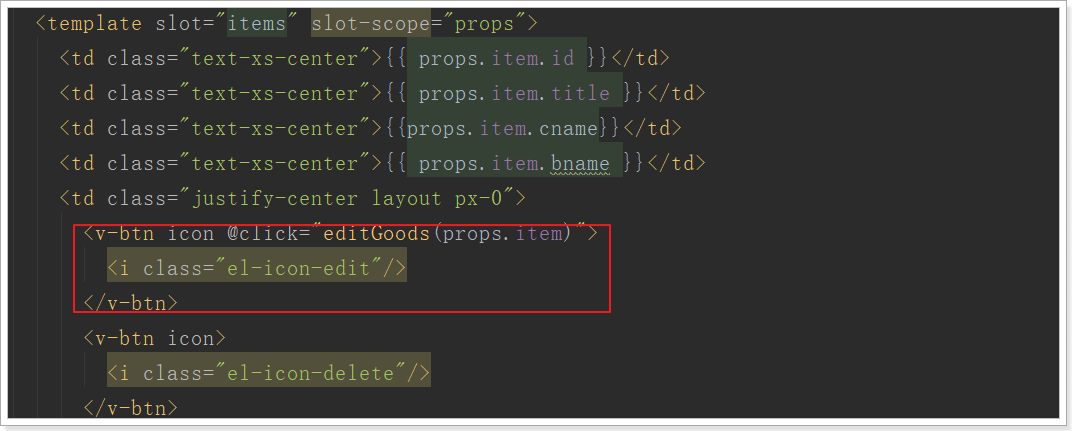 <template slot="items" slot-scope="props">
<td class="text-xs-center">{{ props.item.id }}</td>
<td class="text-xs-center">{{ props.item.title }}</td>
<td class="text-xs-center">{{props.item.cname}}</td>
<td class="text-xs-center">{{ props.item.bname }}</td>
<td class="justify-center layout px-0">
<v-btn icon @click="editGoods(props.item)">
<i class="el-icon-edit"/>
</v-btn>
<v-btn icon>
<i class="el-icon-delete"/>
</v-btn>